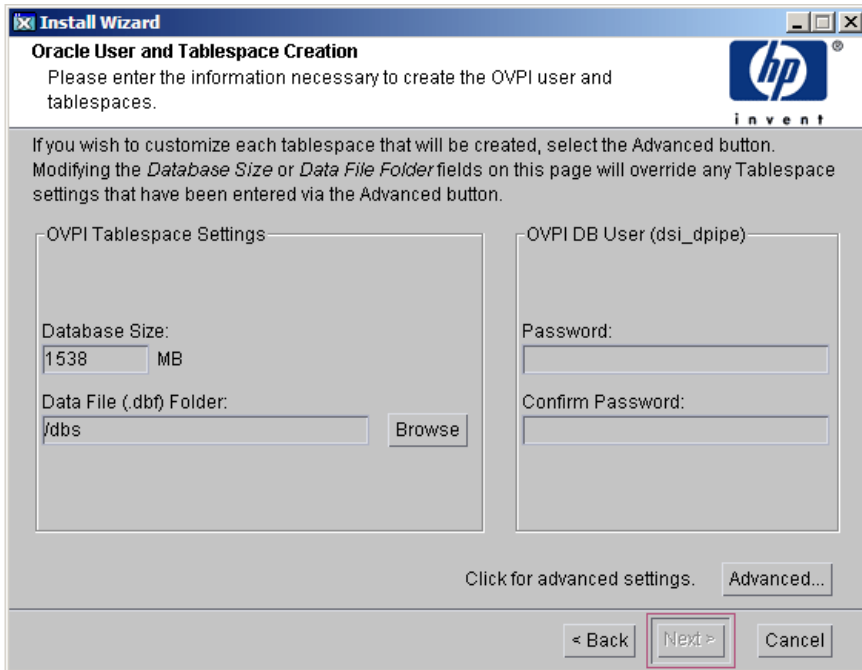 Install Wizard
Oracle User and Tablespace Creation
Please enter the information necessary to create the OVPI user and
tablespaces.
hp
®
invent
If you wish to customize each tablespace that will be created, select the Advanced button.
Modifying the Database Size or Data File Folder fields on this page will override any Tablespace
settings that have been entered via the Advanced button.
OVPI Tablespace Settings
Database Size:
1538 MB
Data File (.dbf) Folder:
/dbs Browse
OVPI DB User (dsi_dpipe)
Password:
Confirm Password:
Click for advanced settings. Advanced...
< Back Next > Cancel